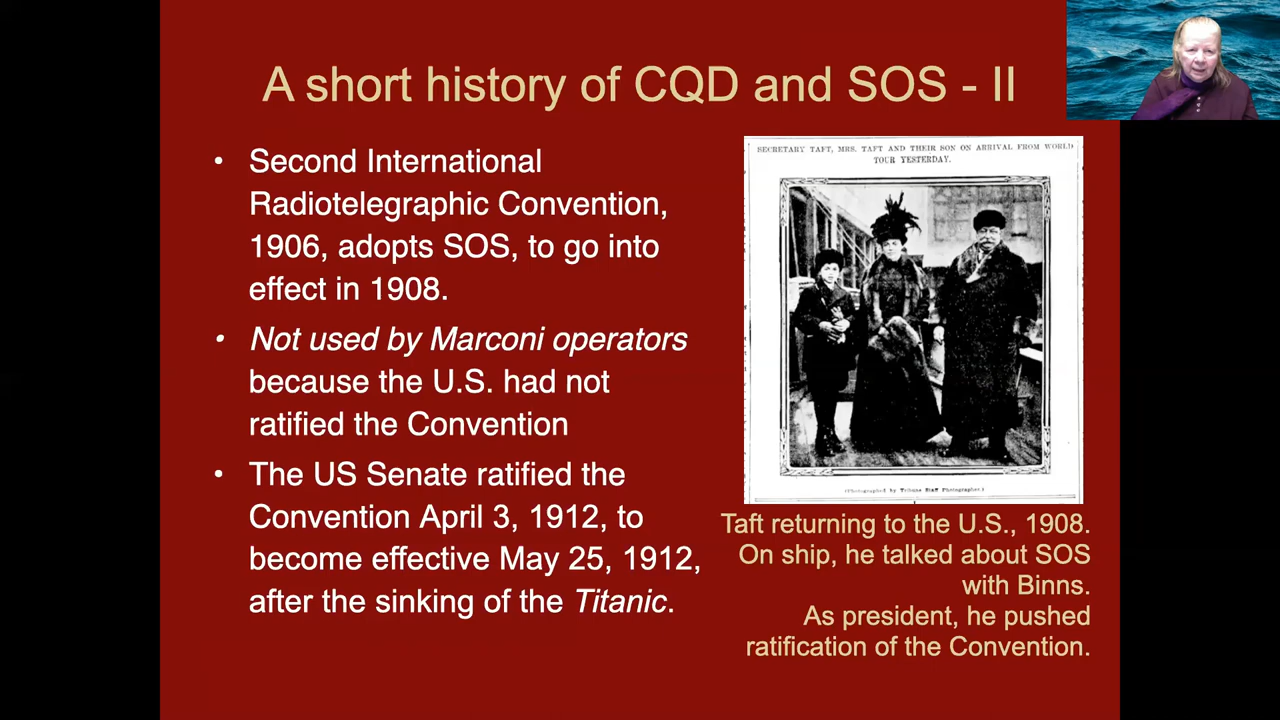 A short history of CQD and SOS - II
• Second International
Radiotelegraphic Convention,
1906, adopts SOS, to go into
effect in 1908.
• Not used by Marconi operators
because the U.S. had not
ratified the Convention
• The US Senate ratified the
Convention April 3, 1912, to
become effective May 25, 1912,
after the sinking of the Titanic.
SECRETARY TAFT, MRS. TAFT AND THEIR SON ON ARRIVAL FROM WORLD
TOUR YESTERDAY.
(Photographed by Tribune Staff Photographer.)
Taft returning to the U.S., 1908.
On ship, he talked about SOS
with Binns.
As president, he pushed
ratification of the Convention.